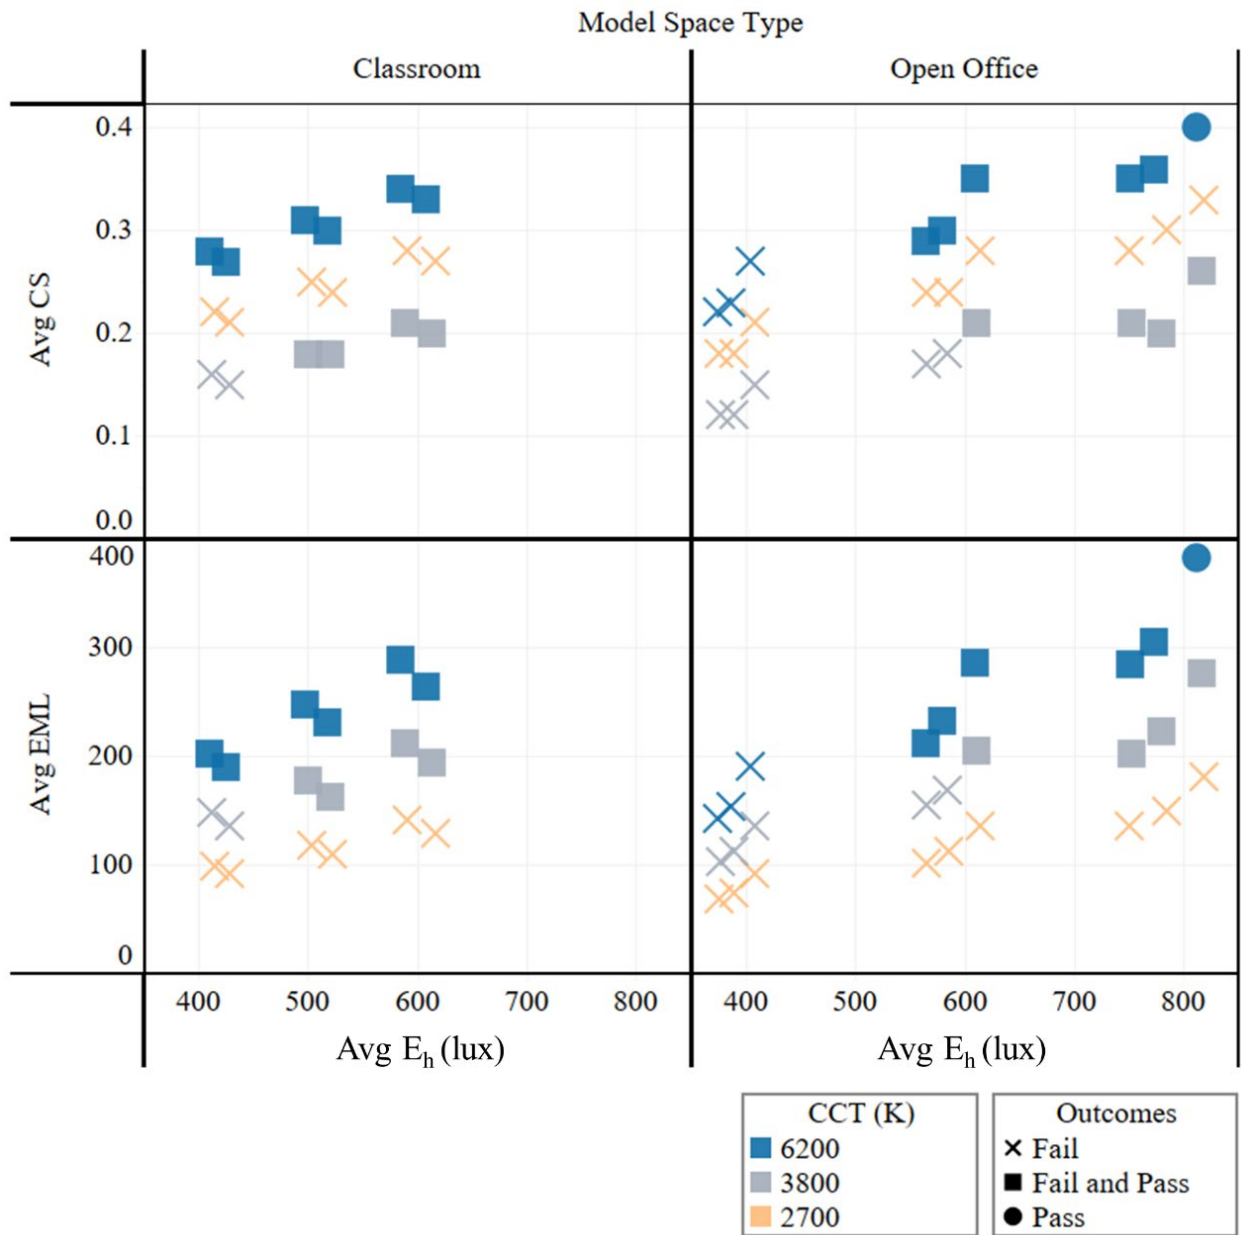 Model Space Type
Classroom
Open Office
Avg CS
0.4
0.3
0.2
0.1
0.0
Avg EML
400
300
200
100
0
400 500 600 700 800
400 500 600 700 800
Avg Eh (lux)
Avg Eh (lux)
CCT (K)
6200
3800
2700
Outcomes
Fail
Fail and Pass
Pass